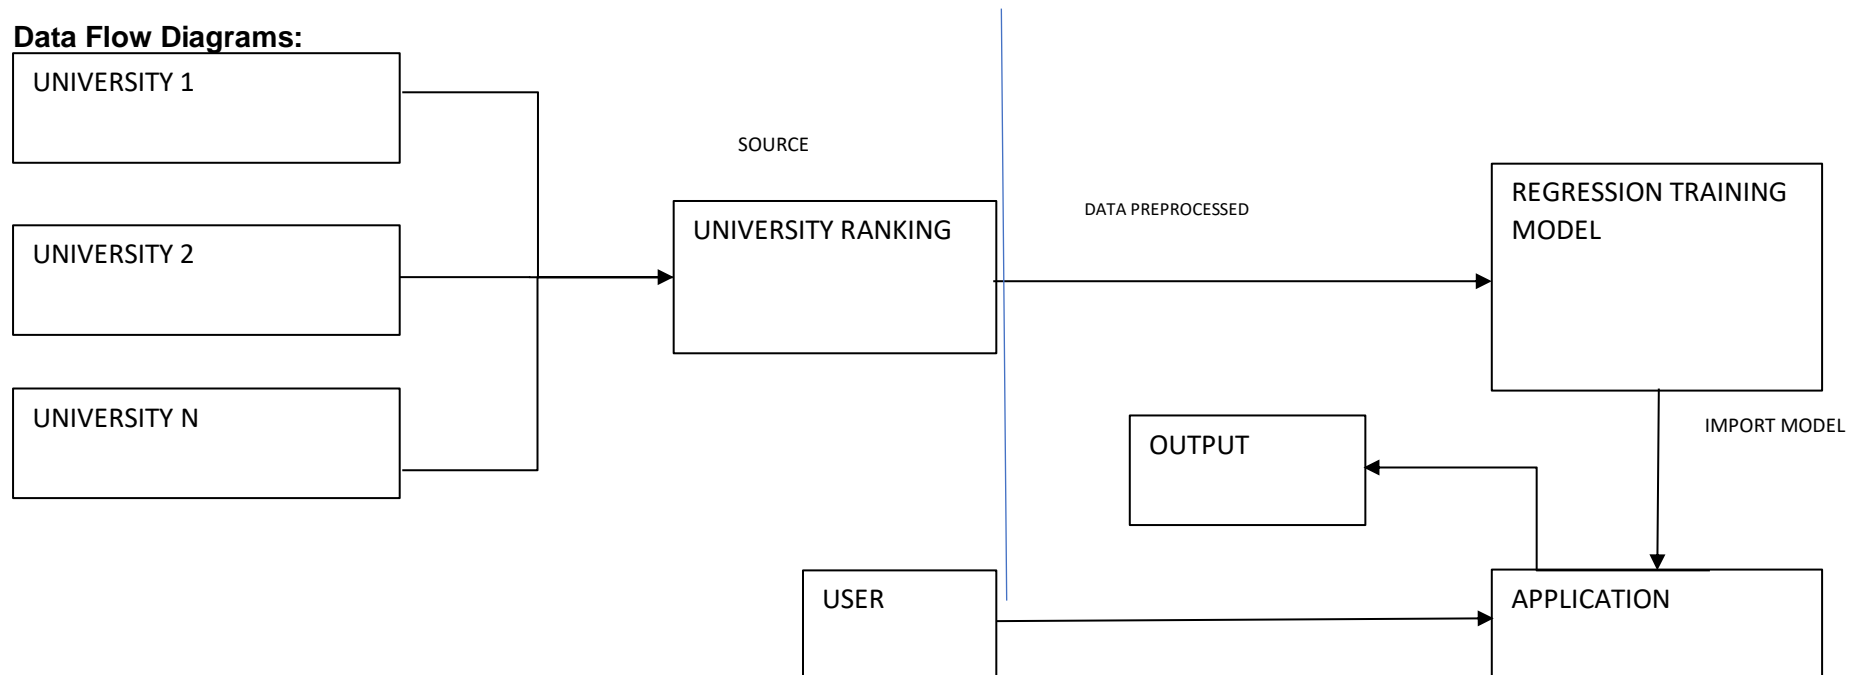 Data Flow Diagrams:
UNIVERSITY 1
SOURCE
UNIVERSITY 2
UNIVERSITY RANKING
DATA PREPROCESSED
REGRESSION TRAINING
MODEL
UNIVERSITY N
OUTPUT
IMPORT MODEL
USER
APPLICATION